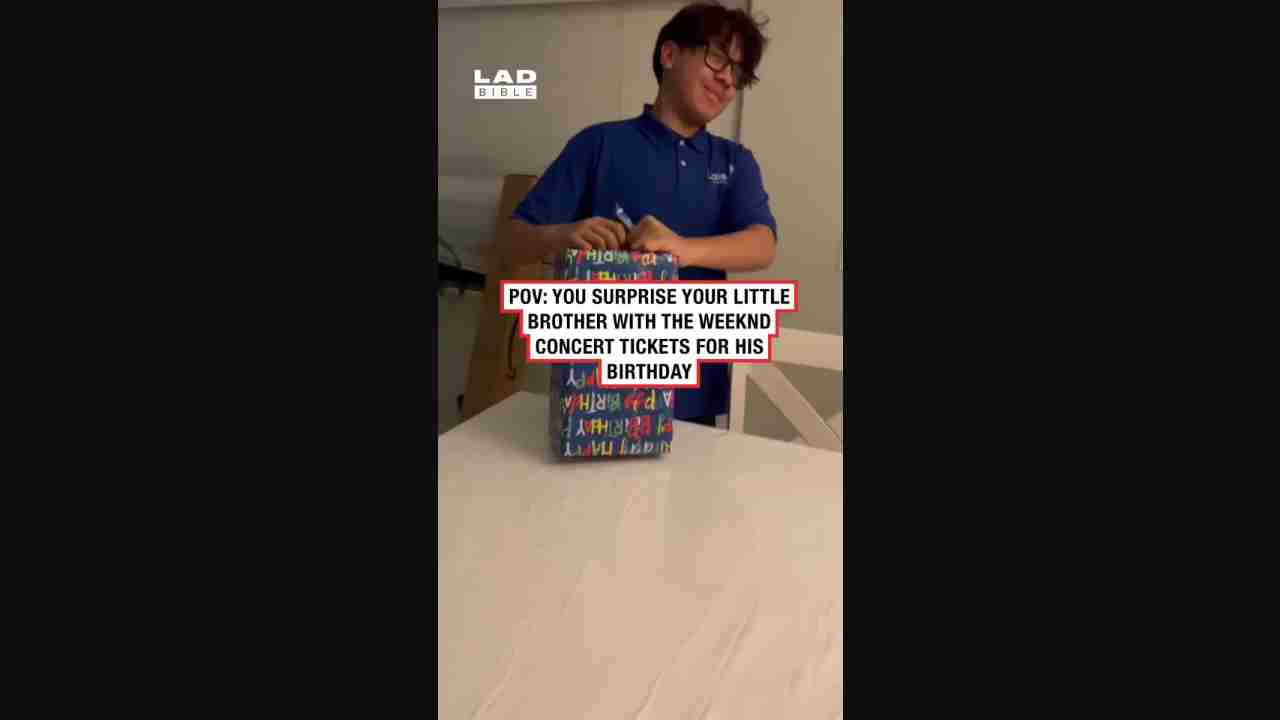 LAD
BIBLE
POV: YOU SURPRISE YOUR LITTLE
BROTHER WITH THE WEEKND
CONCERT TICKETS FOR HIS
BIRTHDAY